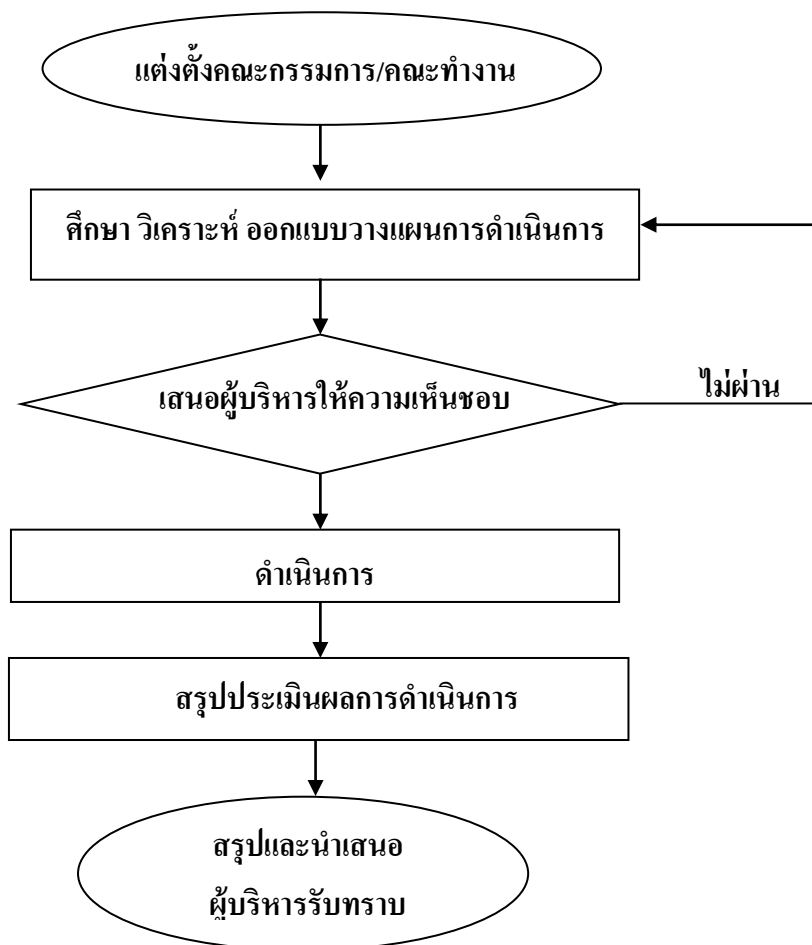 แต่งตั้งคณะกรรมการ/คณะทำงาน
ศึกษา วิเคราะห์ ออกแบบวางแผนการดำเนินการ
เสนอผู้บริหารให้ความเห็นชอบ
ไม่ผ่าน
ดำเนินการ
สรุปประเมินผลการดำเนินการ
สรุปและนำเสนอ
ผู้บริหารรับทราบ